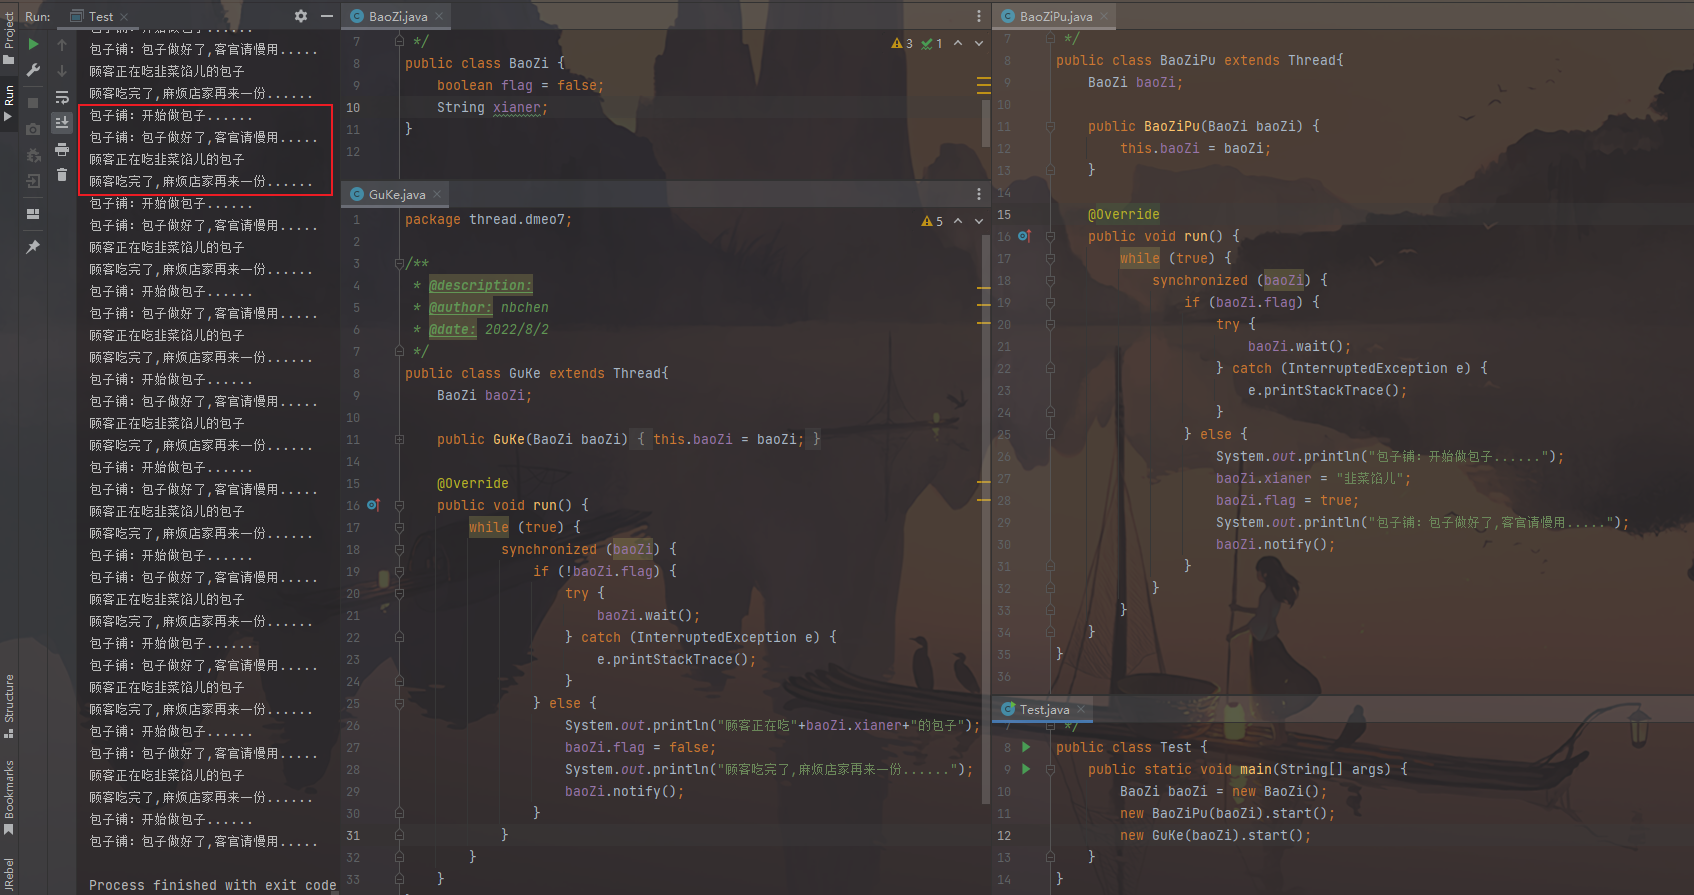 Run:
Test
Project
Run
Structure
Bookmarks
JRebel
包子铺: 包子做好了,客官请慢用.....
顾客正在吃韭菜馅儿的包子
顾客吃完了,麻烦店家再来一份......
包子铺: 开始做包子......
包子铺: 包子做好了,客官请慢用.....
顾客正在吃韭菜馅儿的包子
顾客吃完了,麻烦店家再来一份......
包子铺: 开始做包子......
包子铺: 包子做好了,客官请慢用.....
顾客正在吃韭菜馅儿的包子
顾客吃完了,麻烦店家再来一份......
包子铺: 开始做包子......
包子铺: 包子做好了,客官请慢用.....
顾客正在吃韭菜馅儿的包子
顾客吃完了,麻烦店家再来一份......
包子铺: 开始做包子......
包子铺: 包子做好了,客官请慢用.....
顾客正在吃韭菜馅儿的包子
顾客吃完了,麻烦店家再来一份......
包子铺: 开始做包子......
包子铺: 包子做好了,客官请慢用.....
顾客正在吃韭菜馅儿的包子
顾客吃完了,麻烦店家再来一份......
包子铺: 开始做包子......
包子铺: 包子做好了,客官请慢用.....
顾客正在吃韭菜馅儿的包子
顾客吃完了,麻烦店家再来一份......
包子铺: 开始做包子......
包子铺: 包子做好了,客官请慢用.....
顾客正在吃韭菜馅儿的包子
顾客吃完了,麻烦店家再来一份......
包子铺: 开始做包子......
包子铺: 包子做好了,客官请慢用.....
顾客正在吃韭菜馅儿的包子
顾客吃完了,麻烦店家再来一份......
包子铺: 开始做包子......
包子铺: 包子做好了,客官请慢用.....
Process finished with exit code
BaoZi.java
3 1
7 */
8 public class BaoZi {
9 boolean flag = false;
10 String xianer;
11 }
12
GuKe.java
5
1 package thread.dmeo7;
2
3 /**
4 * @description:
5 * @author: nbchen
6 * @date: 2022/8/2
7 */
8 public class GuKe extends Thread{
9 BaoZi baoZi;
10
11 public GuKe(BaoZi baoZi) { this.baoZi = baoZi; }
14
15 @Override
16 public void run() {
17 while (true) {
18 synchronized (baoZi) {
19 if (!baoZi.flag) {
20 try {
21 baoZi.wait();
22 } catch (InterruptedException e) {
23 e.printStackTrace();
24 }
25 } else {
26 System.out.println("顾客正在吃"+baoZi.xianer+"的包子");
27 baoZi.flag = false;
28 System.out.println("顾客吃完了,麻烦店家再来一份......");
29 baoZi.notify();
30 }
31 }
32 }
33 }
BaoZiPu.java
7 */
8 public class BaoZiPu extends Thread{
9 BaoZi baoZi;
10
11 public BaoZiPu(BaoZi baoZi) {
12 this.baoZi = baoZi;
13 }
14
15 @Override
16 public void run() {
17 while (true) {
18 synchronized (baoZi) {
19 if (baoZi.flag) {
20 try {
21 baoZi.wait();
22 } catch (InterruptedException e) {
23 e.printStackTrace();
24 }
25 } else {
26 System.out.println("包子铺: 开始做包子......");
27 baoZi.xianer = "韭菜馅儿";
28 baoZi.flag = true;
29 System.out.println("包子铺: 包子做好了,客官请慢用.....");
30 baoZi.notify();
31 }
32 }
33 }
34 }
35 }
36
Test.java
7 */
8 public class Test {
9 public static void main(String[] args) {
10 BaoZi baoZi = new BaoZi();
11 new BaoZiPu(baoZi).start();
12 new GuKe(baoZi).start();
13 }
14 }